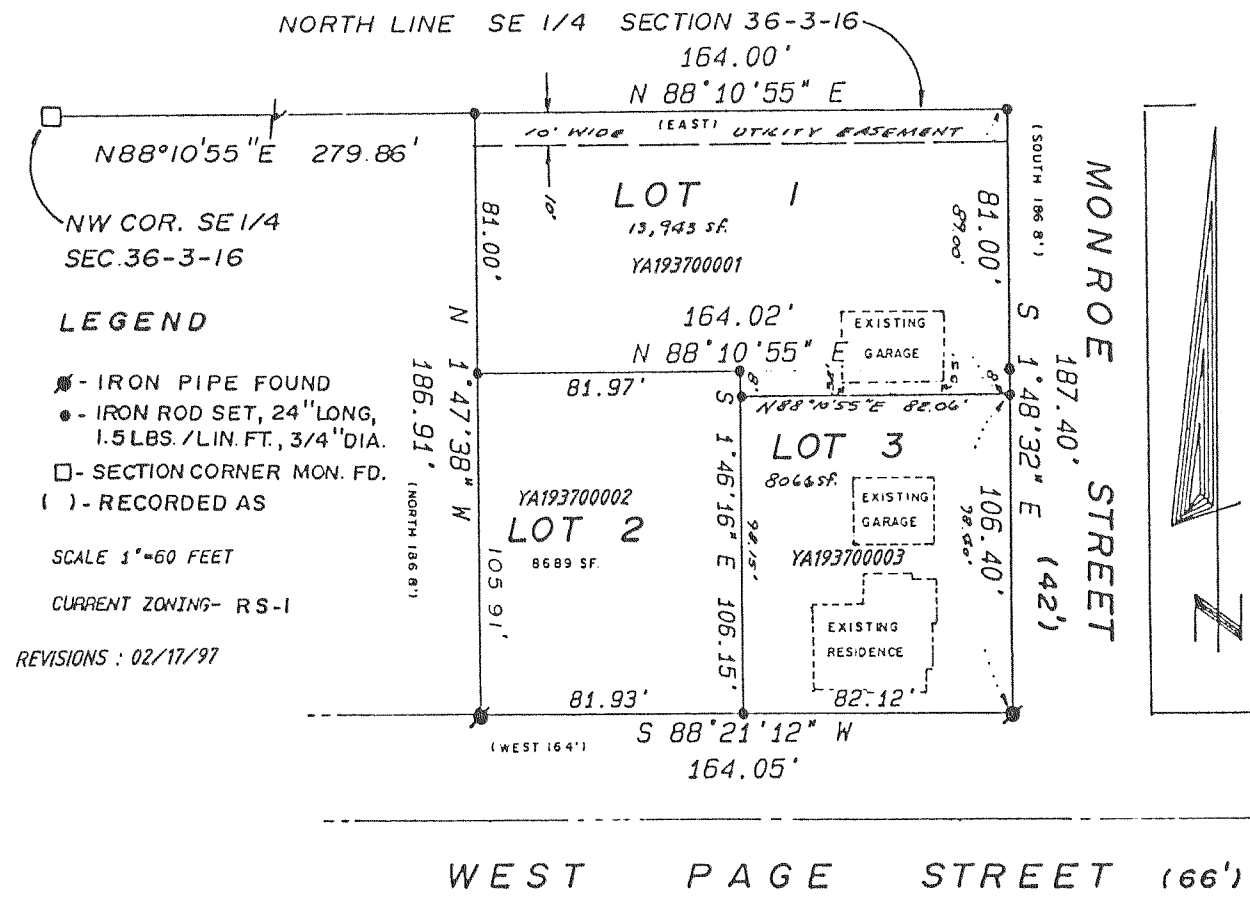 NORTH LINE SE 1/4 SECTION 36-3-16
164.00'
N 88°10'55" E
10' WIDE (EAST) UTILITY EASEMENT
N88°10'55"E 279.86'
10'
NW COR. SE 1/4
SEC. 36-3-16
LOT 1
13,943 SF.
YA193700001
81.00'
81.00'
89.00'
(SOUTH 186 8')
MONROE STREET
(42')
LEGEND
- IRON PIPE FOUND
- IRON ROD SET, 24" LONG,
1.5 LBS. / LIN. FT., 3/4" DIA.
- SECTION CORNER MON. FD.
( ) - RECORDED AS
SCALE 1"=60 FEET
CURRENT ZONING- RS-1
REVISIONS : 02/17/97
164.02'
N 88°10'55" E
EXISTING
GARAGE
81.97'
8'
8'
N88°10'55"E 82.06'
N 1°47'38" W
186.91'
(NORTH 186 8')
105 91'
S 1°46'16" E 106.15'
98.15'
S 1°48'32" E
187.40'
106.40'
98.40'
LOT 3
8066 SF.
EXISTING
GARAGE
YA193700003
YA193700002
LOT 2
8689 SF.
EXISTING
RESIDENCE
81.93'
82.12'
(WEST 164')
S 88°21'12" W
164.05'
N
WEST PAGE STREET (66')